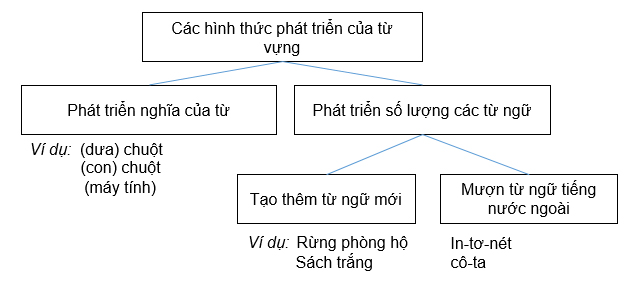 Các hình thức phát triển của từ
vựng
Phát triển nghĩa của từ
Phát triển số lượng các từ ngữ
Ví dụ: (dưa) chuột
(con) chuột
(máy tính)
Tạo thêm từ ngữ mới
Mượn từ ngữ tiếng
nước ngoài
Ví dụ: Rừng phòng hộ
Sách trắng
In-tơ-nét
cô-ta